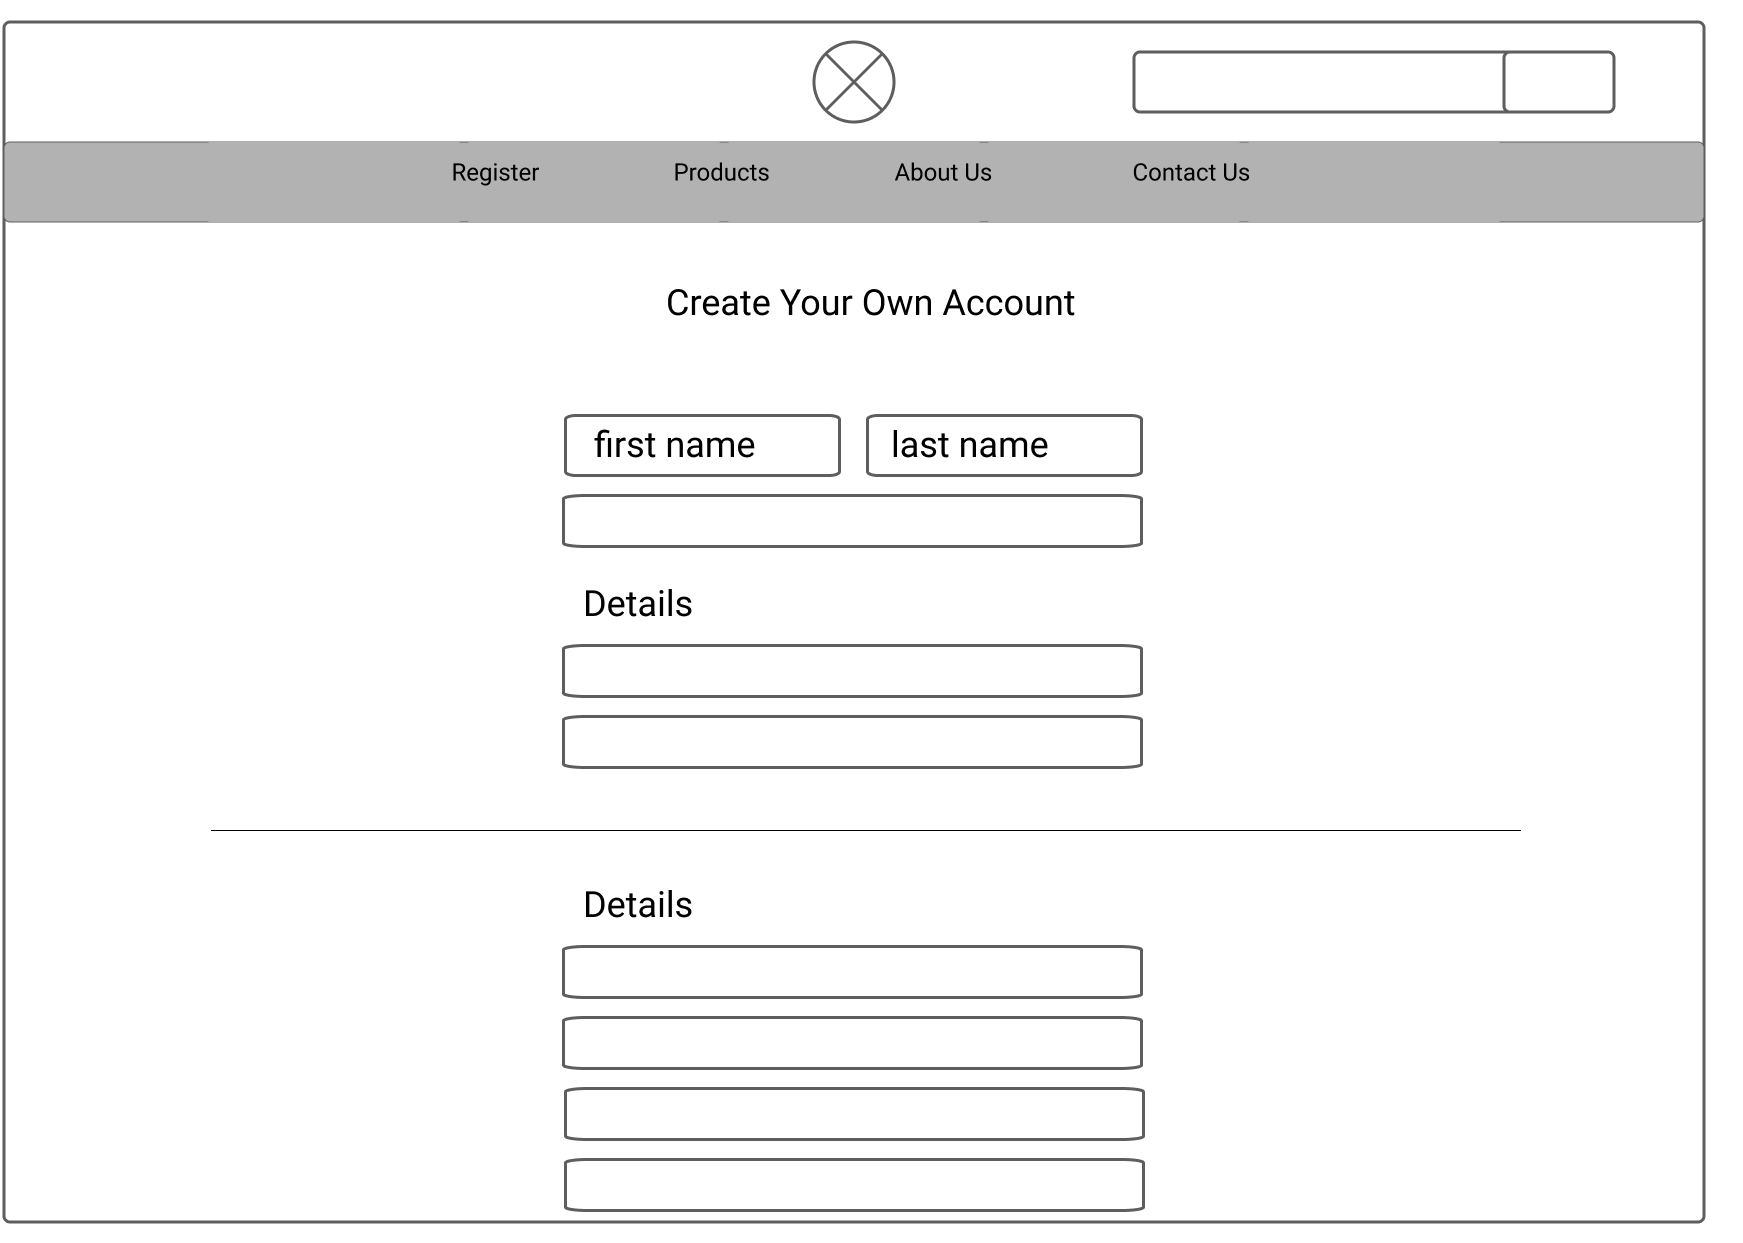 Register Products About Us Contact Us
Create Your Own Account
first name last name
Details
Details